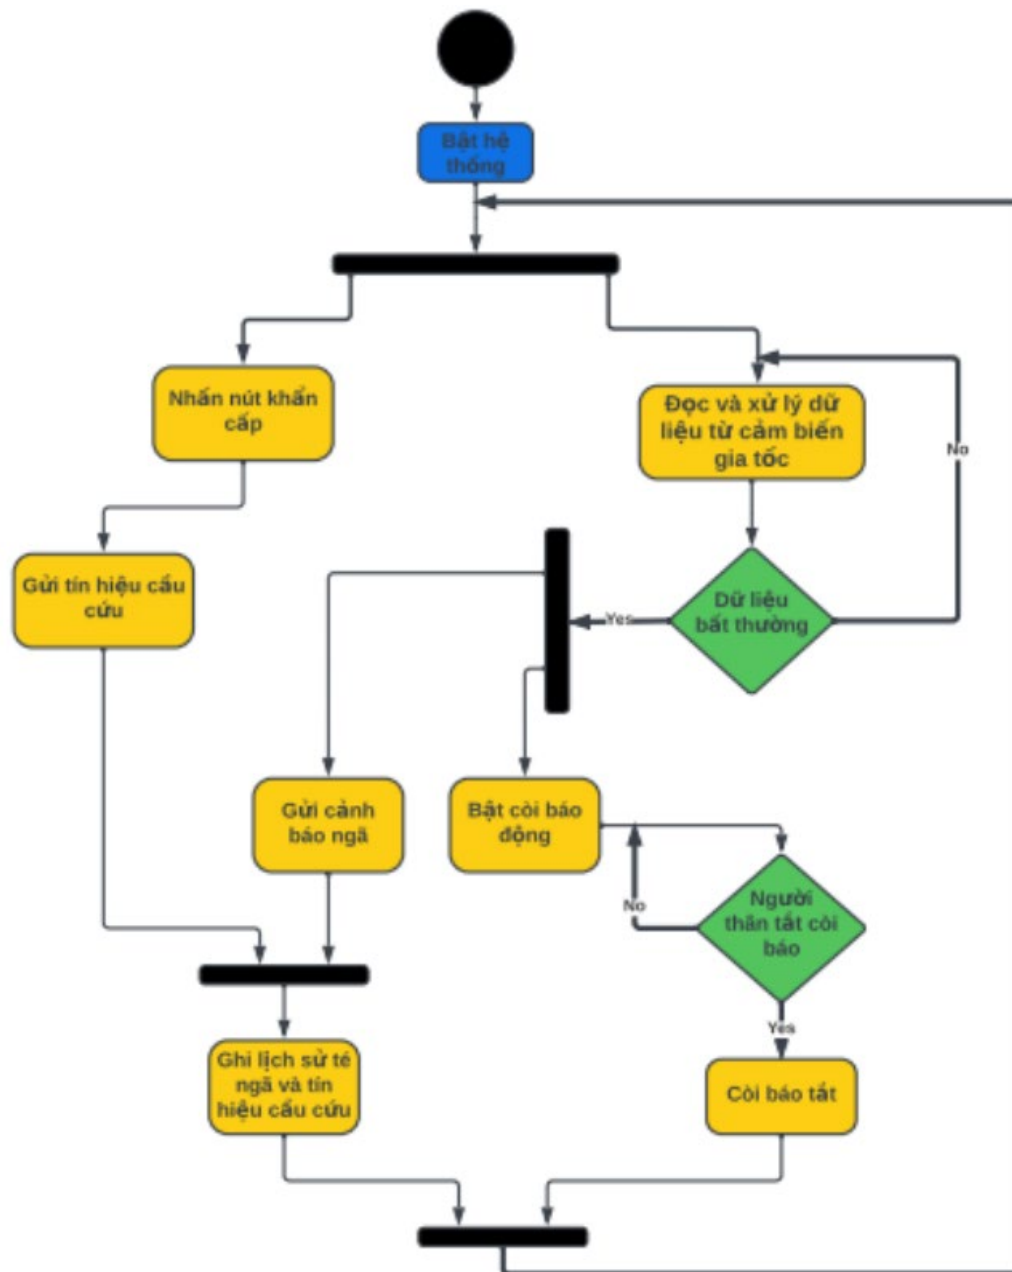 Bật hệ
thống
Nhấn nút khẩn
cấp
Đọc và xử lý dữ
liệu từ cảm biến
gia tốc
No
Gửi tín hiệu cầu
cứu
Dữ liệu
bất thường
Yes
Gửi cảnh
báo ngã
Bật còi báo
động
Người
thân tắt còi
báo
No
Yes
Ghi lịch sử té
ngã và tín
hiệu cầu cứu
Còi báo tắt